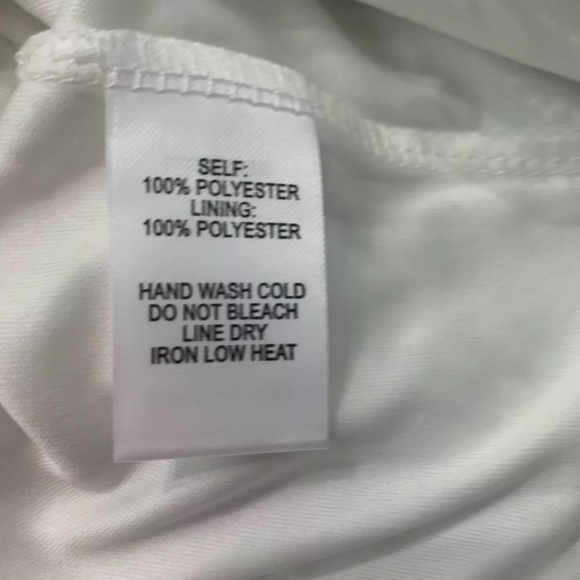 SELF:
100% POLYESTER
LINING:
100% POLYESTER
HAND WASH COLD
DO NOT BLEACH
LINE DRY
IRON LOW HEAT